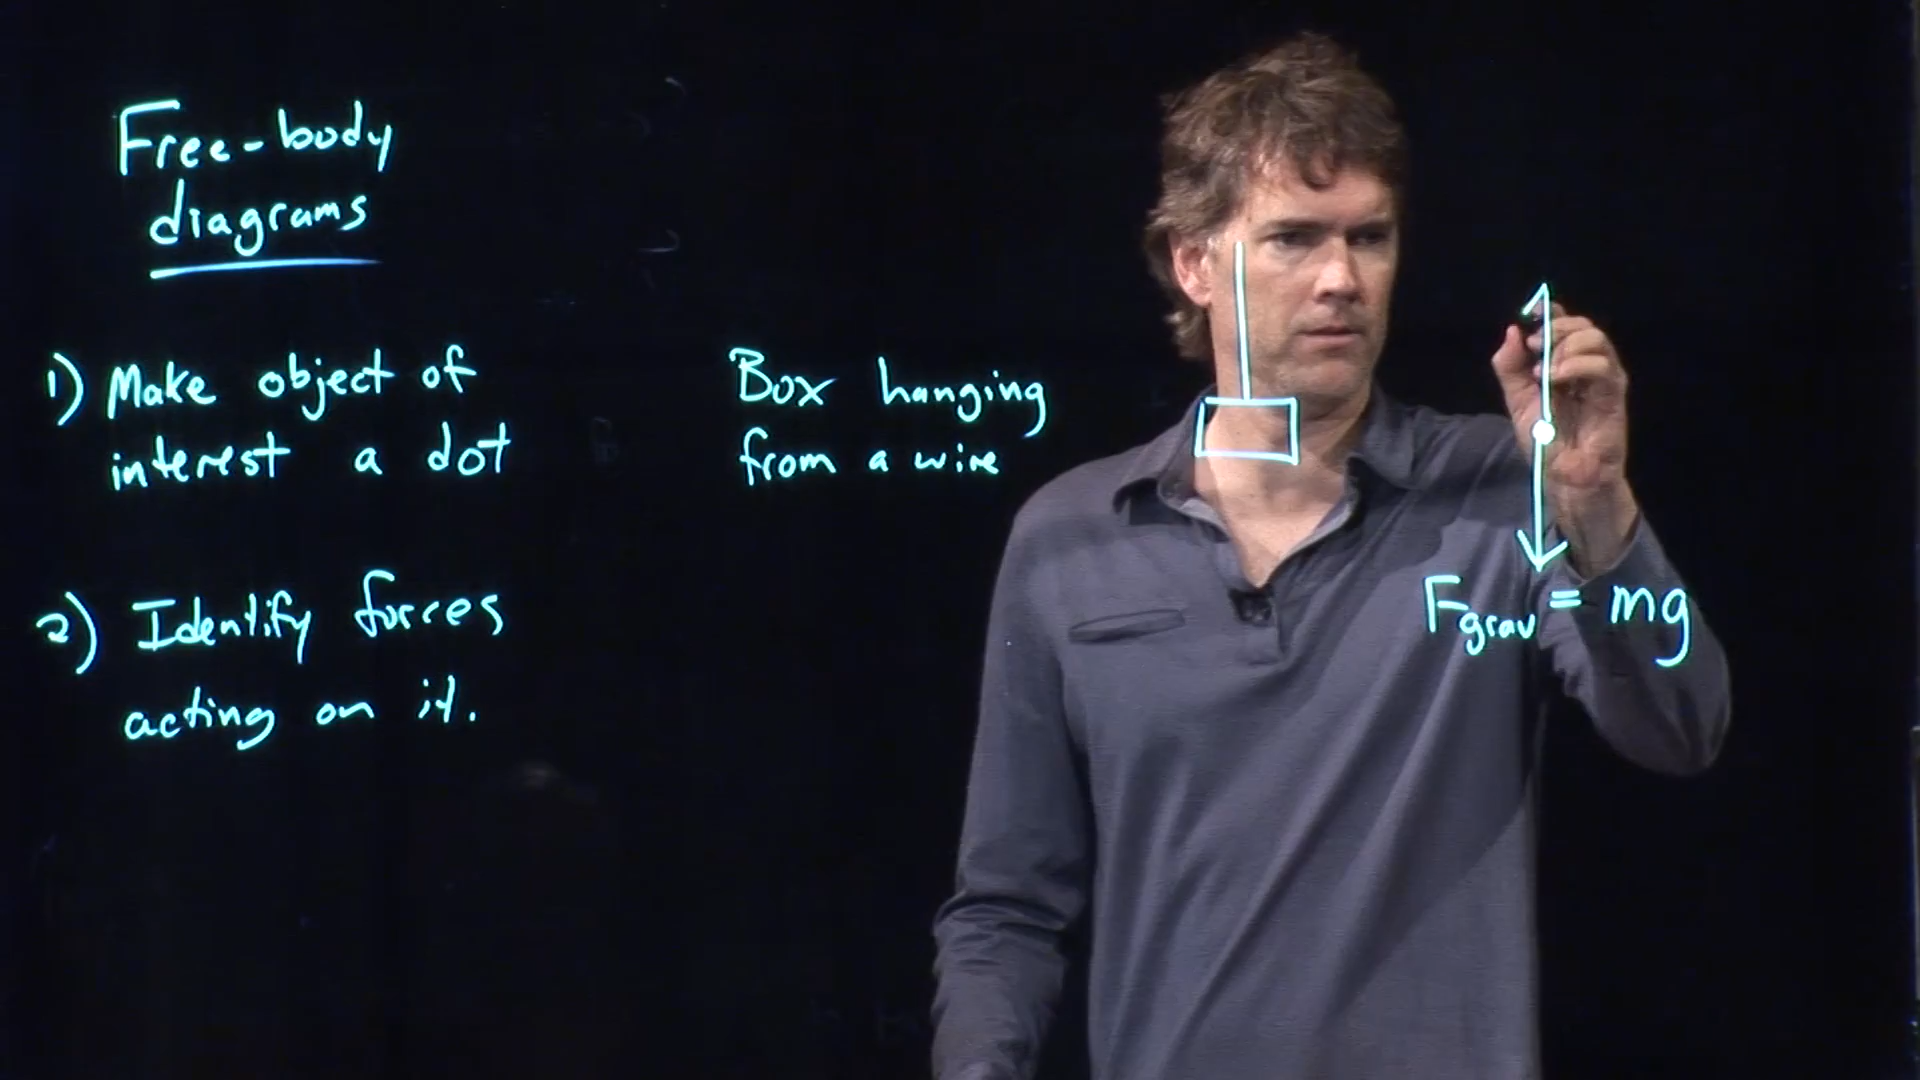 Free-body
diagrams
1) Make object of
interest a dot
2) Identify forces
acting on it.
Box hanging
from a wire
Fgrav = mg